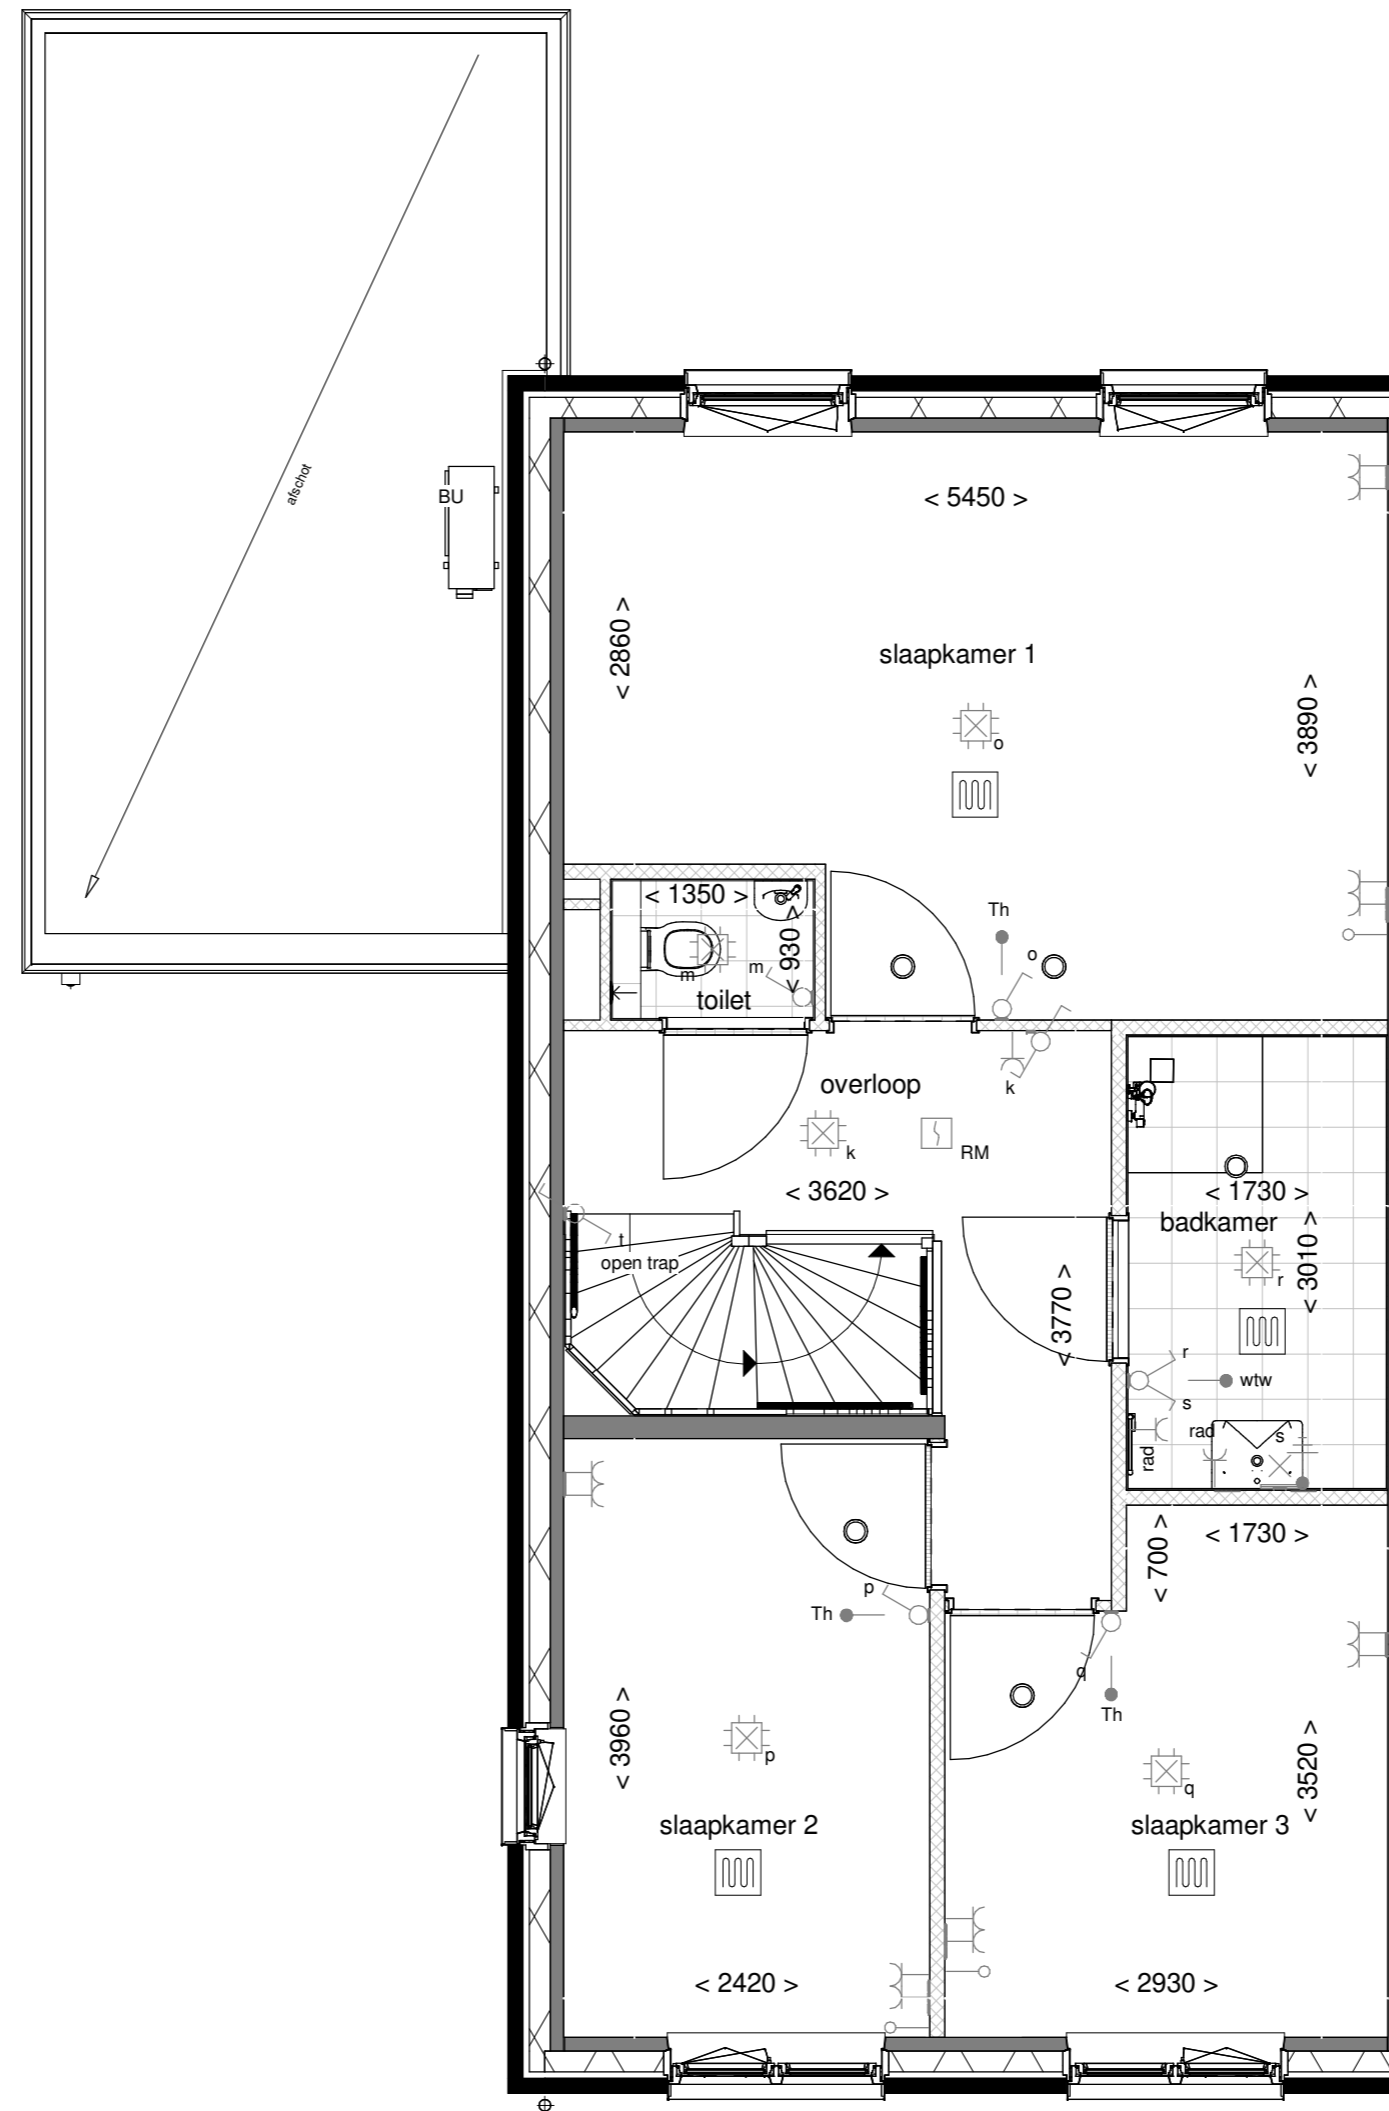 afschot
BU
< 5450 >
< 2860 >
slaapkamer 1
< 3890 >
o
< 1350 >
< 930 >
m
m
toilet
Th
o
overloop
k
k
RM
< 3620 >
< 1730 >
badkamer
< 3010 >
r
t
open trap
< 3770 >
r
wtw
s
rad
rad
s
< 700 >
< 1730 >
p
Th
q
Th
< 3960 >
p
< 3520 >
q
slaapkamer 2
slaapkamer 3
< 2420 >
< 2930 >